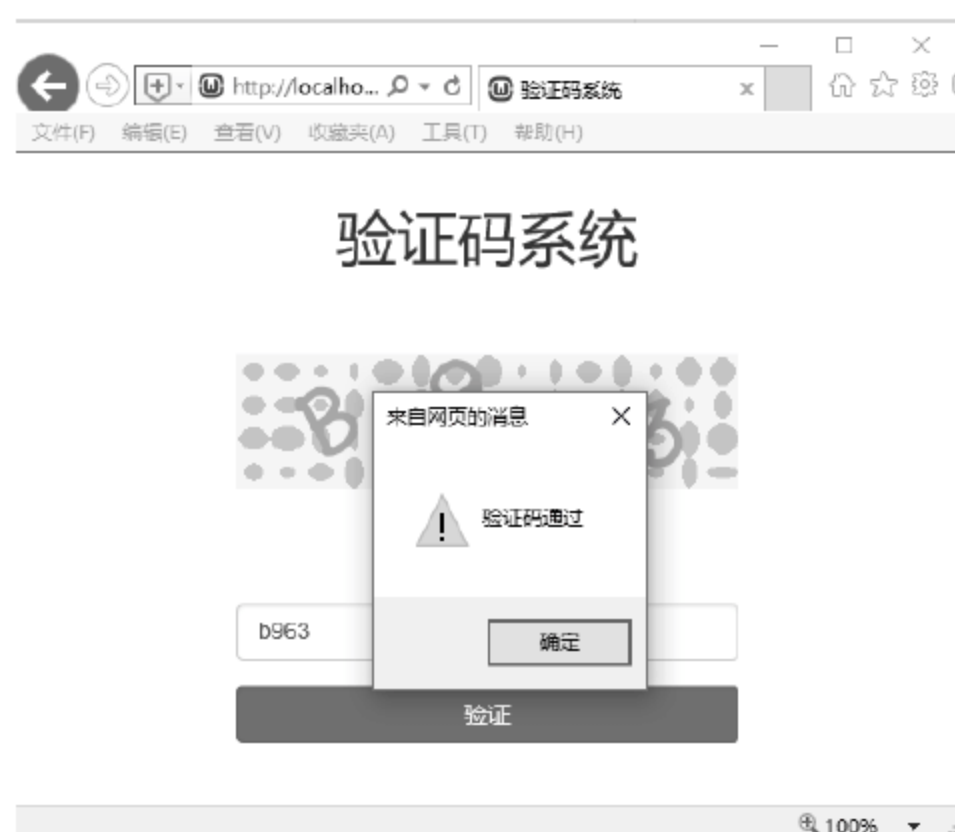 http://localho...
验证码系统
文件(F) 编辑(E) 查看(V) 收藏夹(A) 工具(T) 帮助(H)
验证码系统
B
3
来自网页的消息
验证码通过
确定
b963
验证
100%